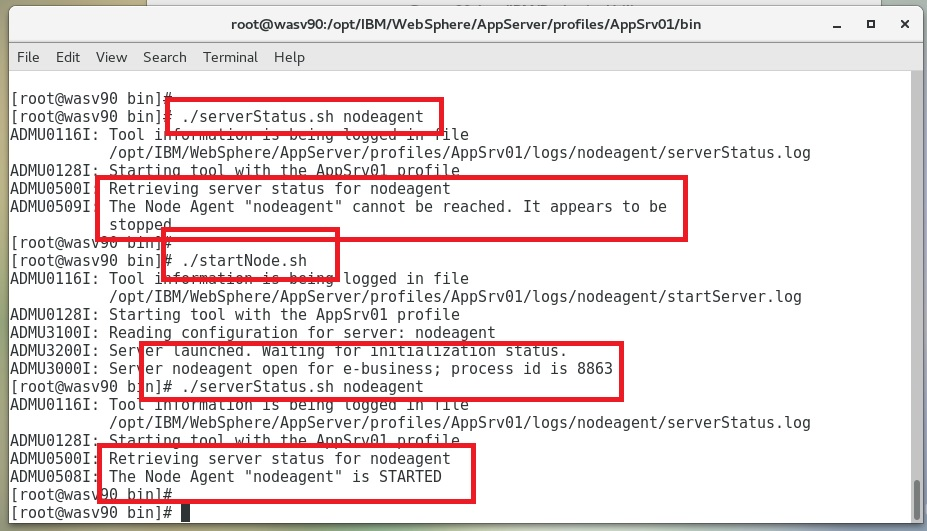 root@wasv90:/opt/IBM/WebSphere/AppServer/profiles/AppSrv01/bin
File Edit View Search Terminal Help
[root@wasv90 bin]#
[root@wasv90 bin]# ./serverStatus.sh nodeagent
ADMU0116I: Tool information is being logged in file
/opt/IBM/WebSphere/AppServer/profiles/AppSrv01/logs/nodeagent/serverStatus.log
ADMU0128I: Starting tool with the AppSrv01 profile
ADMU0500I: Retrieving server status for nodeagent
ADMU0509I: The Node Agent "nodeagent" cannot be reached. It appears to be
stopped.
[root@wasv90 bin]#
[root@wasv90 bin]# ./startNode.sh
ADMU0116I: Tool information is being logged in file
/opt/IBM/WebSphere/AppServer/profiles/AppSrv01/logs/nodeagent/startServer.log
ADMU0128I: Starting tool with the AppSrv01 profile
ADMU3100I: Reading configuration for server: nodeagent
ADMU3200I: Server launched. Waiting for initialization status.
ADMU3000I: Server nodeagent open for e-business; process id is 8863
[root@wasv90 bin]# ./serverStatus.sh nodeagent
ADMU0116I: Tool information is being logged in file
/opt/IBM/WebSphere/AppServer/profiles/AppSrv01/logs/nodeagent/serverStatus.log
ADMU0128I: Starting tool with the AppSrv01 profile
ADMU0500I: Retrieving server status for nodeagent
ADMU0508I: The Node Agent "nodeagent" is STARTED
[root@wasv90 bin]#
[root@wasv90 bin]#